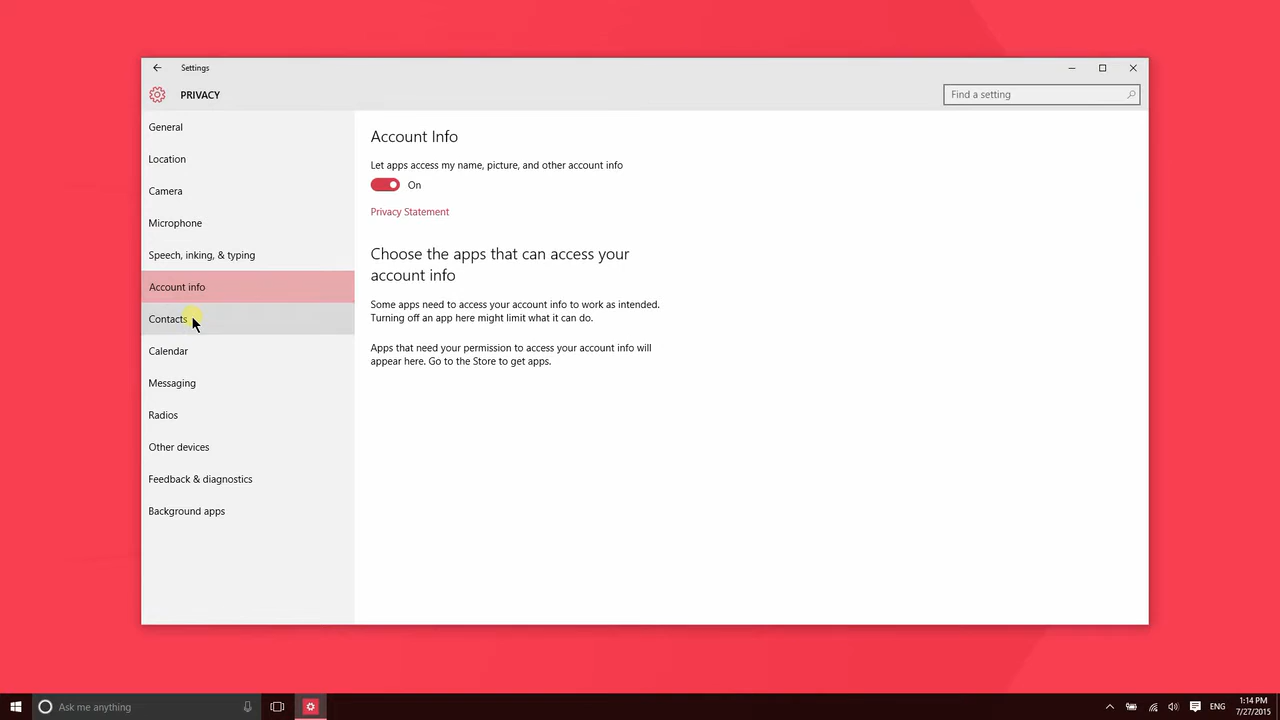 Settings
PRIVACY
Find a setting
General
Location
Camera
Microphone
Speech, inking, & typing
Account info
Contacts
Calendar
Messaging
Radios
Other devices
Feedback & diagnostics
Background apps
Account Info
Let apps access my name, picture, and other account info
On
Privacy Statement
Choose the apps that can access your
account info
Some apps need to access your account info to work as intended.
Turning off an app here might limit what it can do.
Apps that need your permission to access your account info will
appear here. Go to the Store to get apps.
Ask me anything
ENG
1:14 PM
7/27/2015